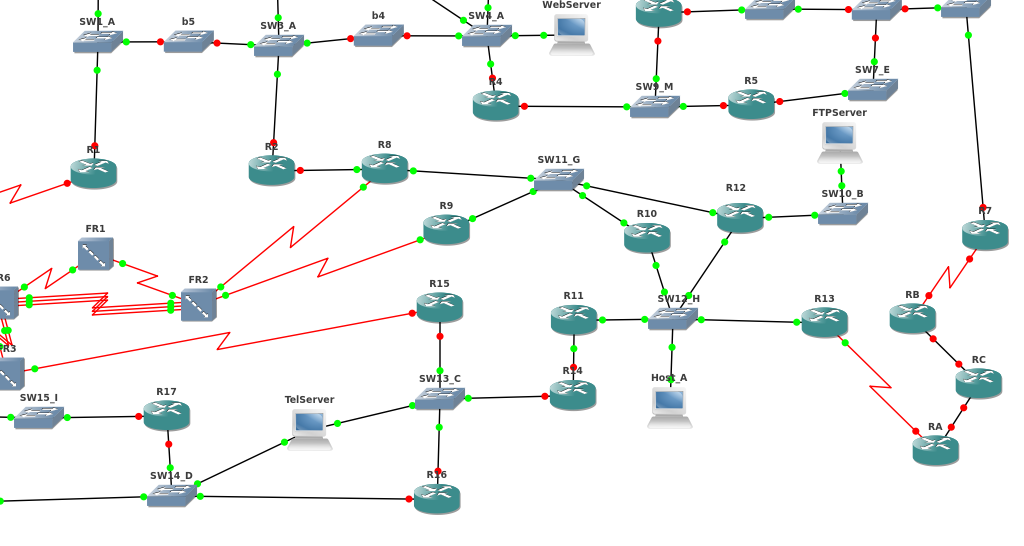 WebServer
SW1_A
b5
SW3_A
b4
SW4_A
SW7_E
R4
SW9_M
R5
FTPServer
R1
R2
R8
SW11_G
R12
SW10_B
R9
R10
R7
FR1
R6
FR2
R15
R11
SW12_H
R13
RB
FR3
SW13_C
R14
Host_A
RC
SW15_I
R17
TelServer
RA
SW14_D
R16